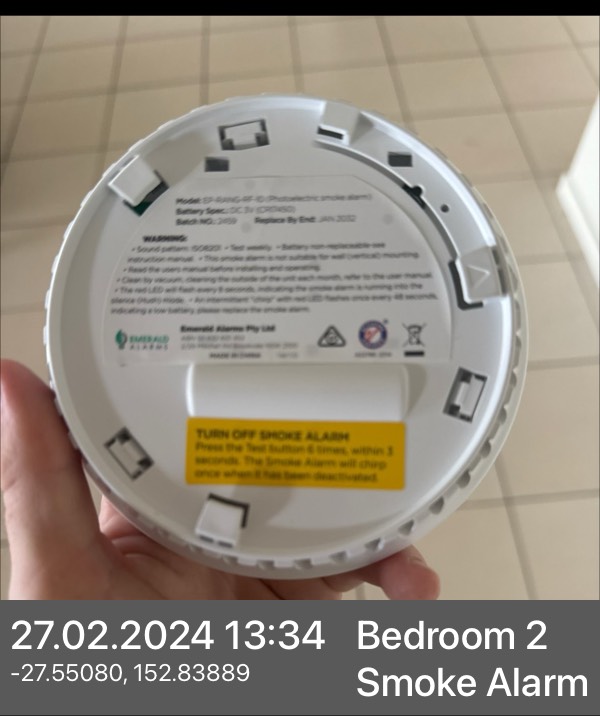 Model: EP-RANG-RF-ID (Photoelectric smoke alarm)
Battery Spec.: DC 3V (CR17450)
Batch NO.: 2459 Replace By End: JAN 2032
WARNING:
• Sound pattern: ISO8201 • Test weekly. • Battery non-replaceable-see
instruction manual. • This smoke alarm is not suitable for wall (vertical) mounting.
• Read the users manual before installing and operating.
• Clean by vacuum, cleaning the outside of the unit each month, refer to the user manual.
• The red LED will flash every 8 seconds, indicating the smoke alarm is running into the
silence (Hush) mode. • An intermittent "chirp" with red LED flashes once every 48 seconds,
indicating a low battery, please replace the smoke alarm.
EMERALD
ALARMS
Emerald Alarms Pty Ltd
MADE IN CHINA
TURN OFF SMOKE ALARM
Press the Test button 6 times, within 3
seconds. The Smoke Alarm will chirp
once when it has been deactivated.
27.02.2024 13:34
-27.55080, 152.83889
Bedroom 2
Smoke Alarm